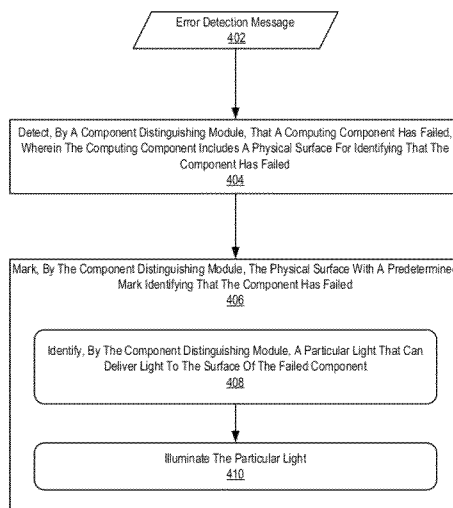 Error Detection Message
402
Detect, By A Component Distinguishing Module, That A Computing Component Has Failed,
Wherein The Computing Component Includes A Physical Surface For Identifying That The
Component Has Failed
404
Mark, By The Component Distinguishing Module, The Physical Surface With A Predetermined
Mark Identifying That The Component Has Failed
406
Identify, By The Component Distinguishing Module, A Particular Light That Can
Deliver Light To The Surface Of The Failed Component
408
Illuminate The Particular Light
410